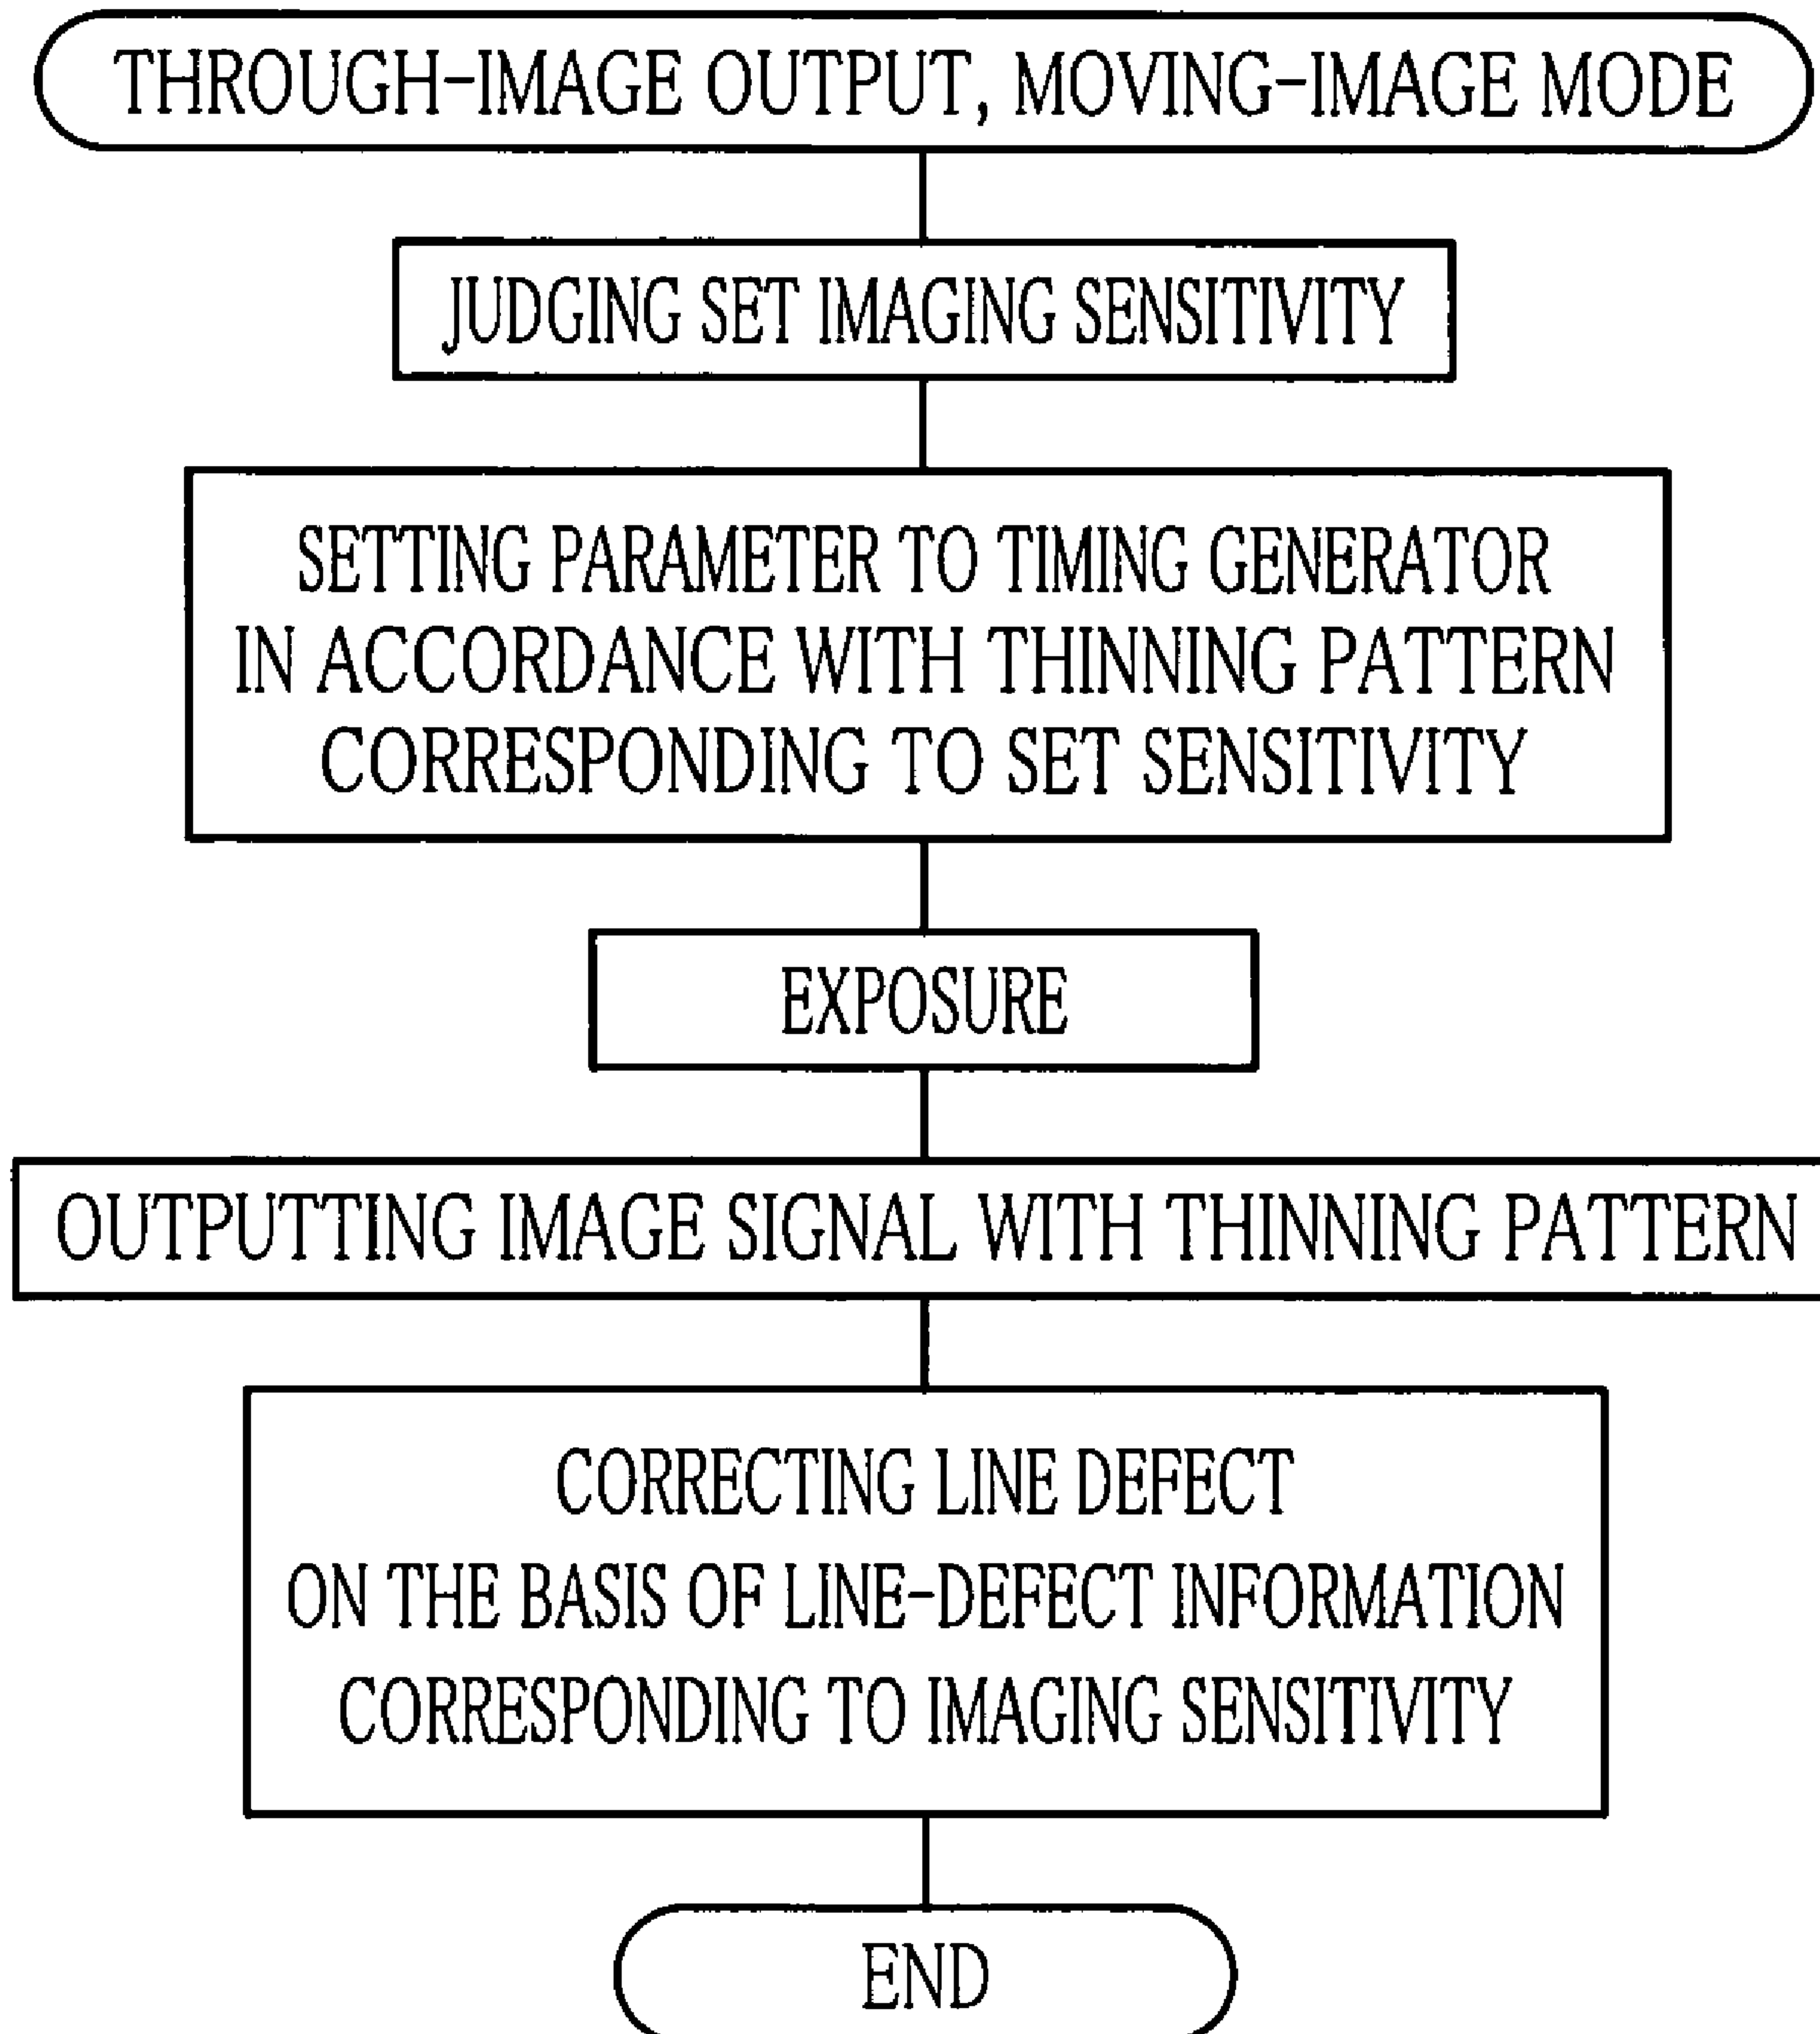 THROUGH-IMAGE OUTPUT, MOVING-IMAGE MODE
JUDGING SET IMAGING SENSITIVITY
SETTING PARAMETER TO TIMING GENERATOR
IN ACCORDANCE WITH THINNING PATTERN
CORRESPONDING TO SET SENSITIVITY
EXPOSURE
OUTPUTTING IMAGE SIGNAL WITH THINNING PATTERN
CORRECTING LINE DEFECT
ON THE BASIS OF LINE-DEFECT INFORMATION
CORRESPONDING TO IMAGING SENSITIVITY
END